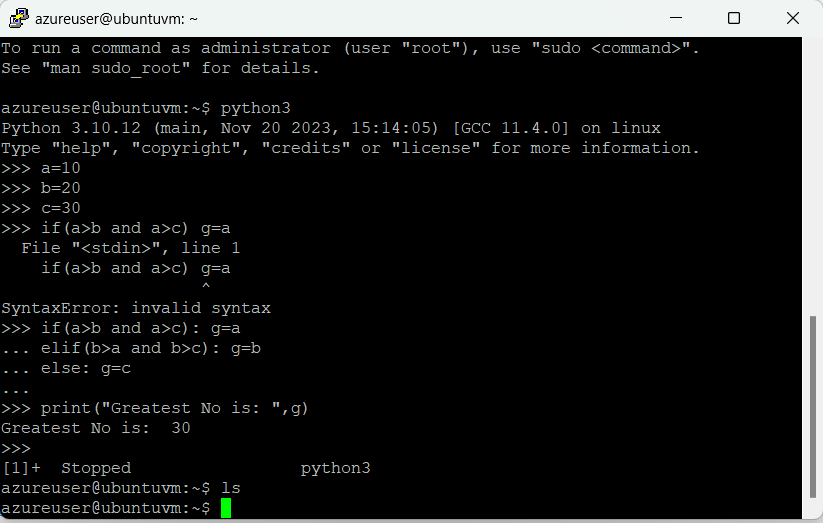 azureuser@ubuntuvm: ~
To run a command as administrator (user "root"), use "sudo <command>".
See "man sudo_root" for details.
azureuser@ubuntuvm:~$ python3
Python 3.10.12 (main, Nov 20 2023, 15:14:05) [GCC 11.4.0] on linux
Type "help", "copyright", "credits" or "license" for more information.
>>> a=10
>>> b=20
>>> c=30
>>> if(a>b and a>c) g=a
  File "<stdin>", line 1
    if(a>b and a>c) g=a
                    ^
SyntaxError: invalid syntax
>>> if(a>b and a>c): g=a
... elif(b>a and b>c): g=b
... else: g=c
...
>>> print("Greatest No is: ",g)
Greatest No is:  30
>>>
[1]+  Stopped                 python3
azureuser@ubuntuvm:~$ ls
azureuser@ubuntuvm:~$